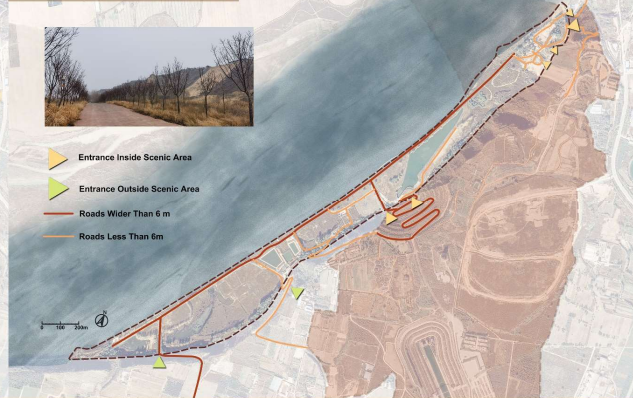 Entrance Inside Scenic Area
Entrance Outside Scenic Area
Roads Wider Than 6 m
Roads Less Than 6m
N
0 100 200m